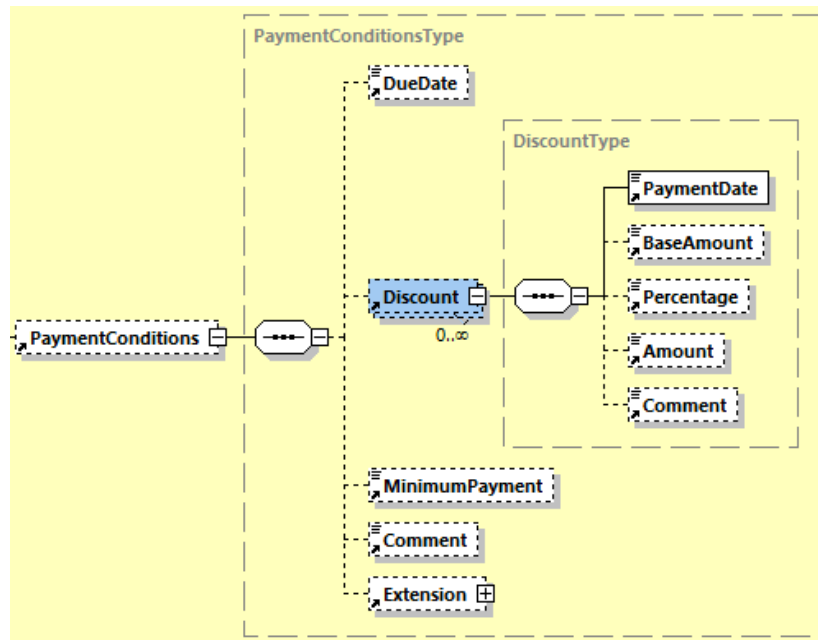 PaymentConditionsType
DueDate
DiscountType
PaymentDate
BaseAmount
Discount
Percentage
0..∞
PaymentConditions
Amount
Comment
MinimumPayment
Comment
Extension